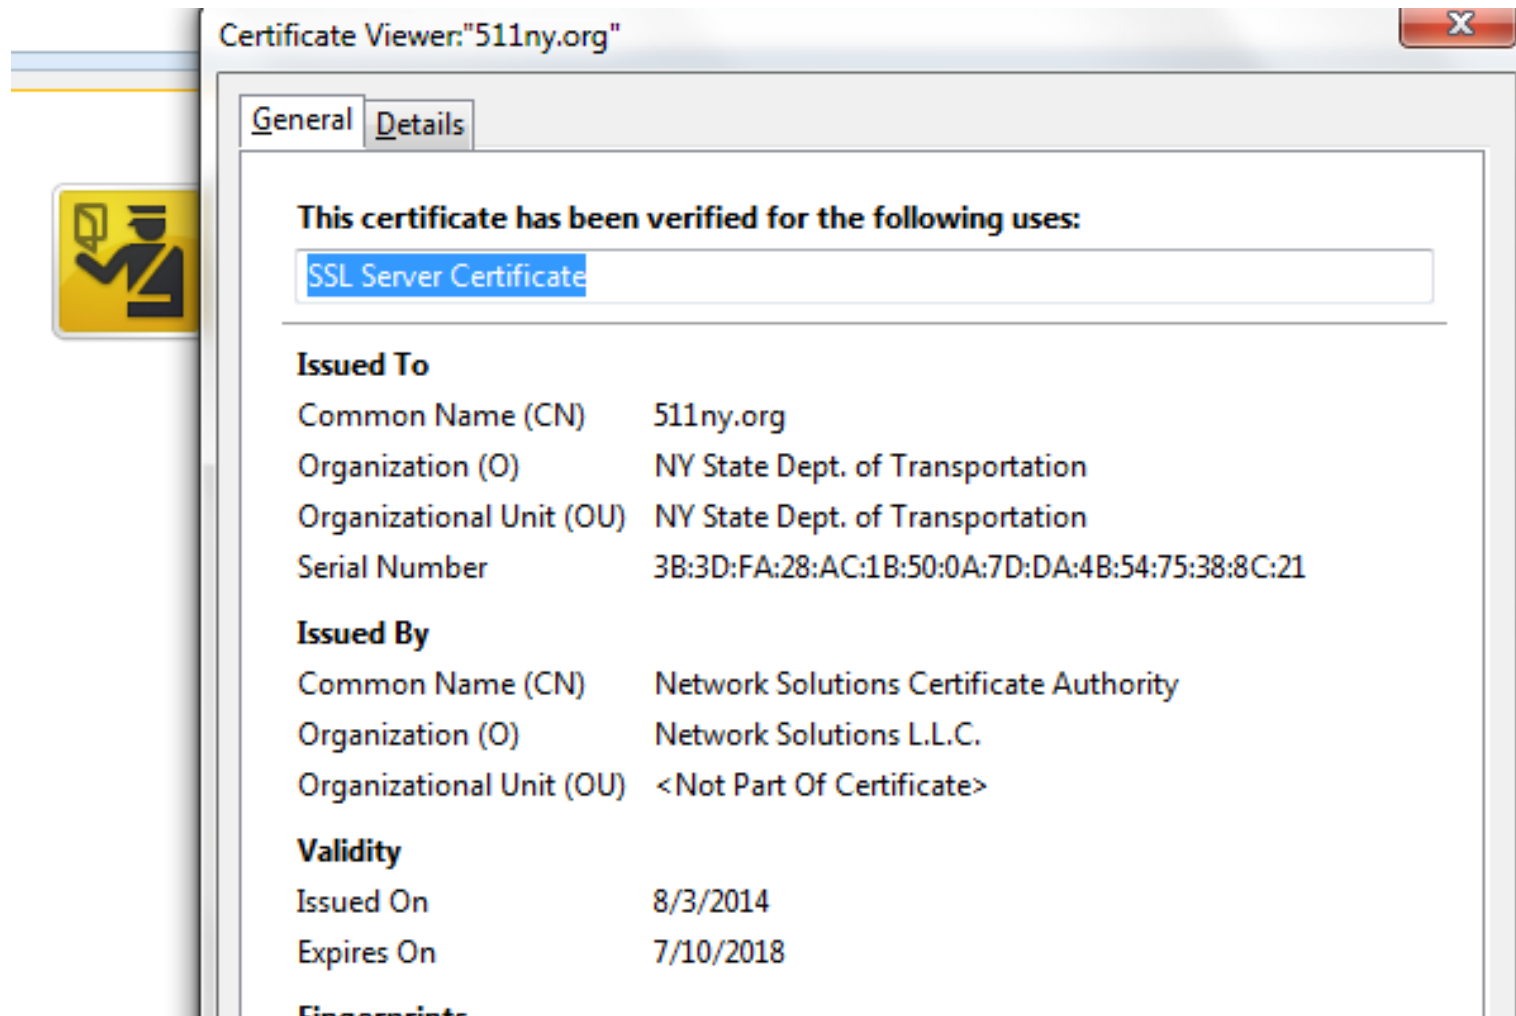 Certificate Viewer:"511ny.org"
General Details
This certificate has been verified for the following uses:
SSL Server Certificate
Issued To
Common Name (CN) 511ny.org
Organization (O) NY State Dept. of Transportation
Organizational Unit (OU) NY State Dept. of Transportation
Serial Number 3B:3D:FA:28:AC:1B:50:0A:7D:DA:4B:54:75:38:8C:21
Issued By
Common Name (CN) Network Solutions Certificate Authority
Organization (O) Network Solutions L.L.C.
Organizational Unit (OU) <Not Part Of Certificate>
Validity
Issued On 8/3/2014
Expires On 7/10/2018
Fingerprints